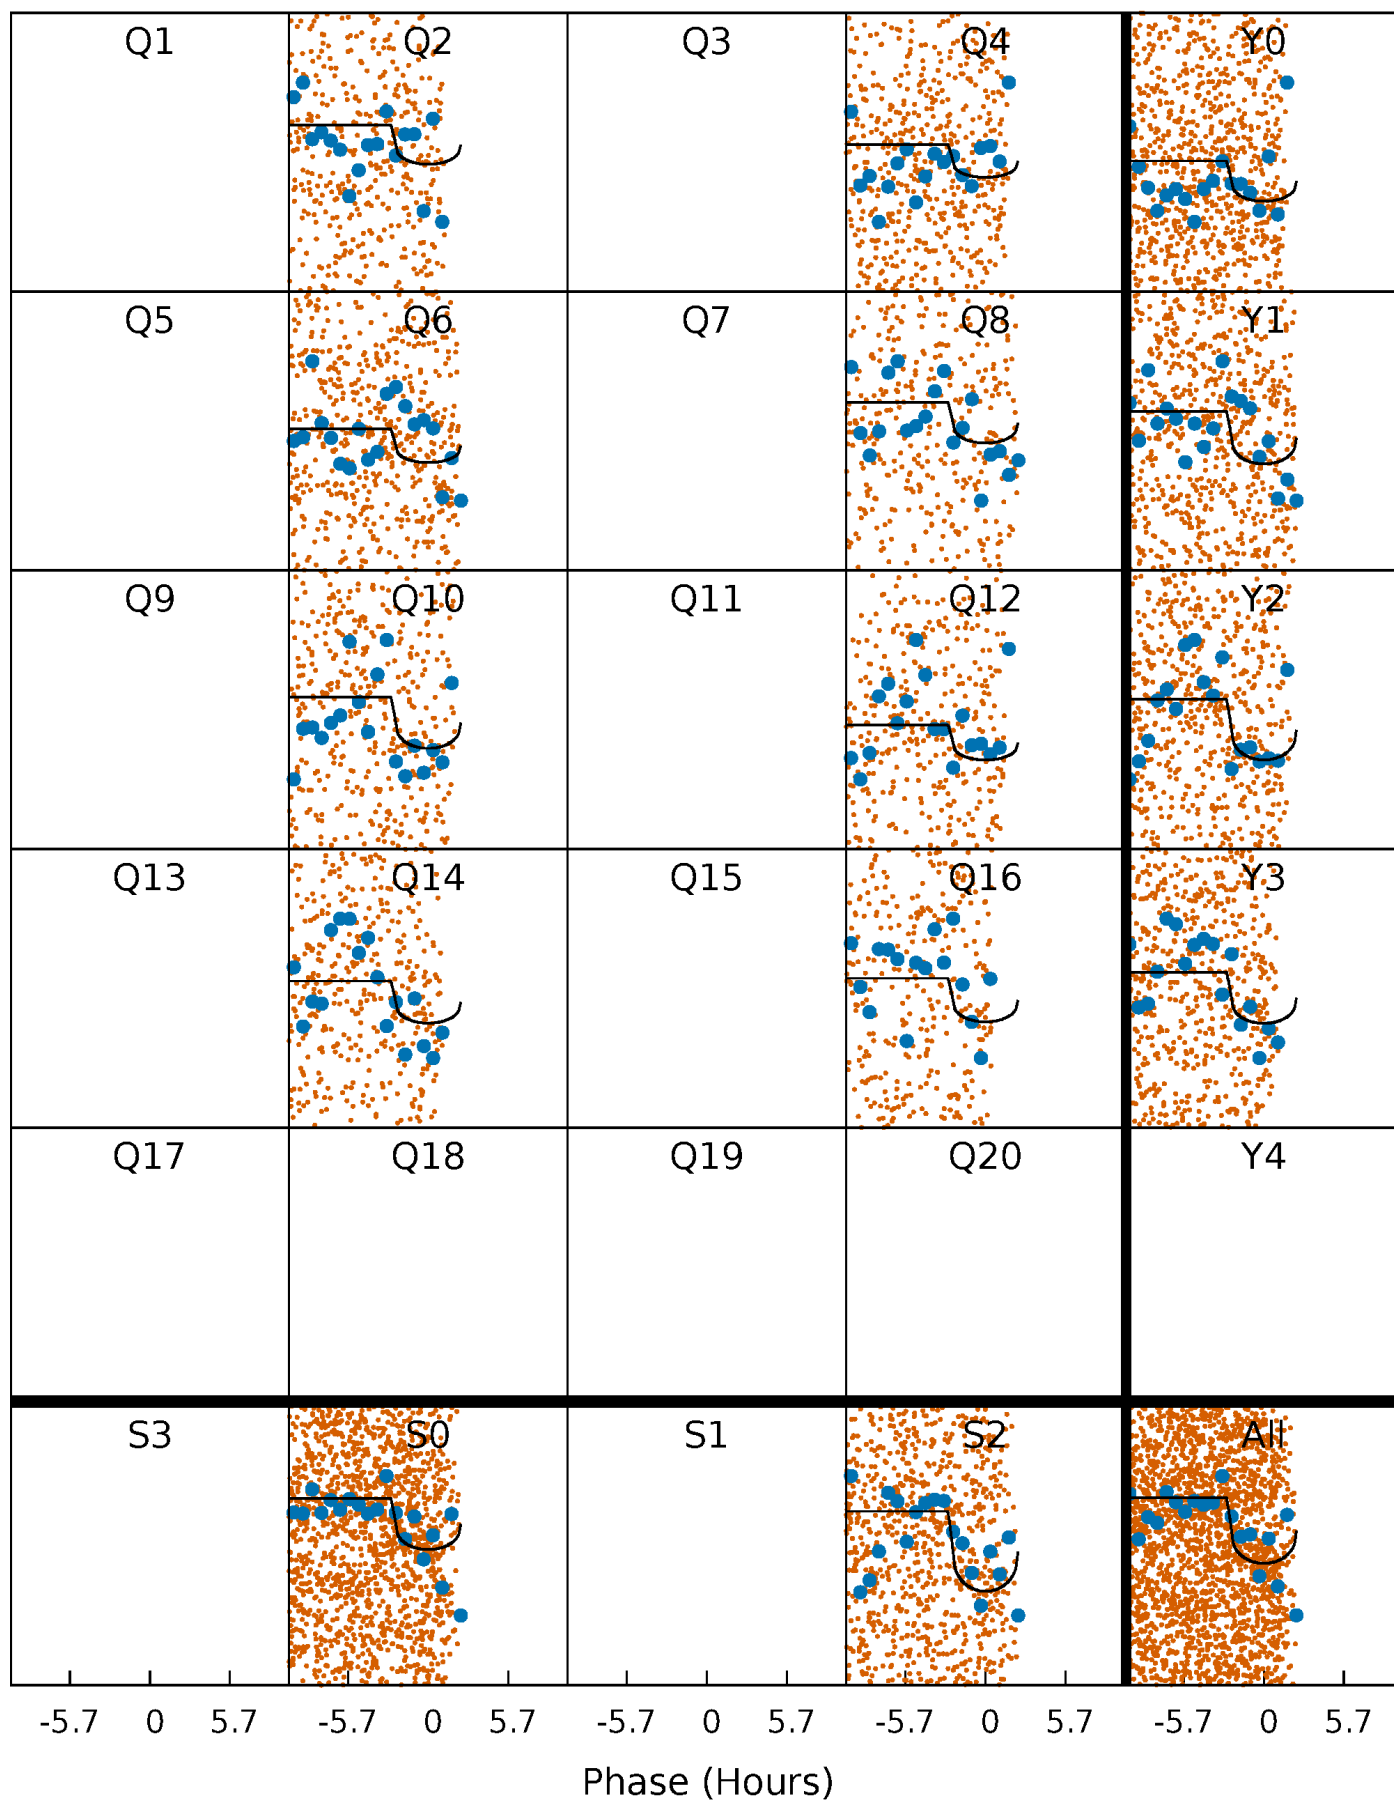 Q1 Q2 Q3 Q4 Y0
Q5 Q6 Q7 Q8 Y1
Q9 Q10 Q11 Q12 Y2
Q13 Q14 Q15 Q16 Y3
Q17 Q18 Q19 Q20 Y4
S3 S0 S1 S2 All
-5.7 0 5.7 -5.7 0 5.7 -5.7 0 5.7 -5.7 0 5.7 -5.7 0 5.7
Phase (Hours)